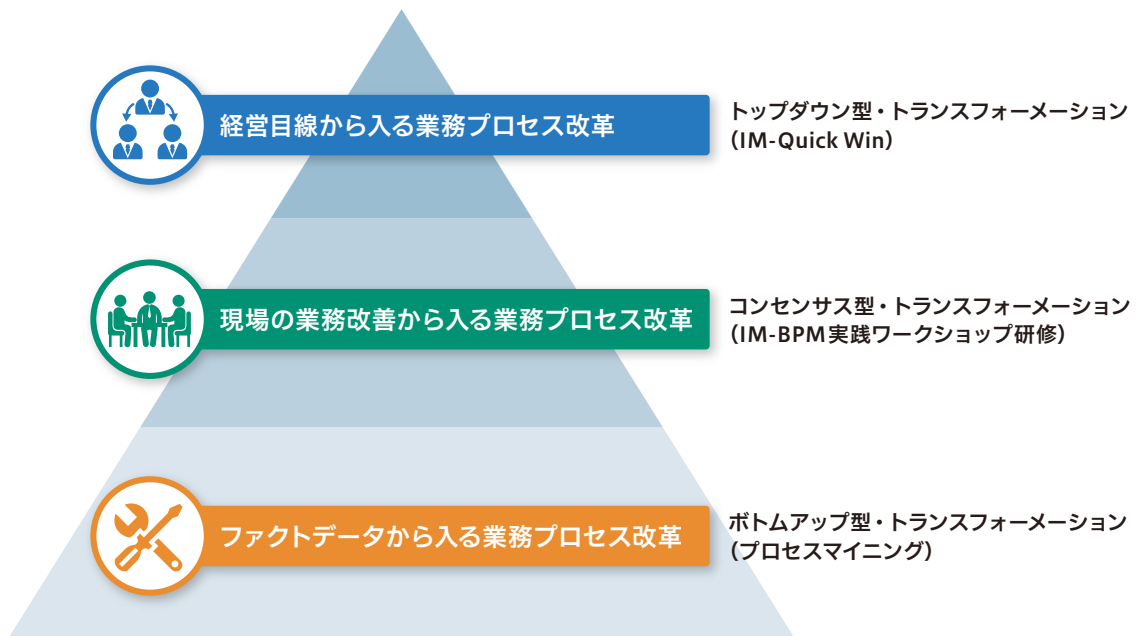 経営目線から入る業務プロセス改革
トップダウン型・トランスフォーメーション
（IM-Quick Win）
現場の業務改善から入る業務プロセス改革
コンセンサス型・トランスフォーメーション
（IM-BPM実践ワークショップ研修）
ファクトデータから入る業務プロセス改革
ボトムアップ型・トランスフォーメーション
（プロセスマイニング）